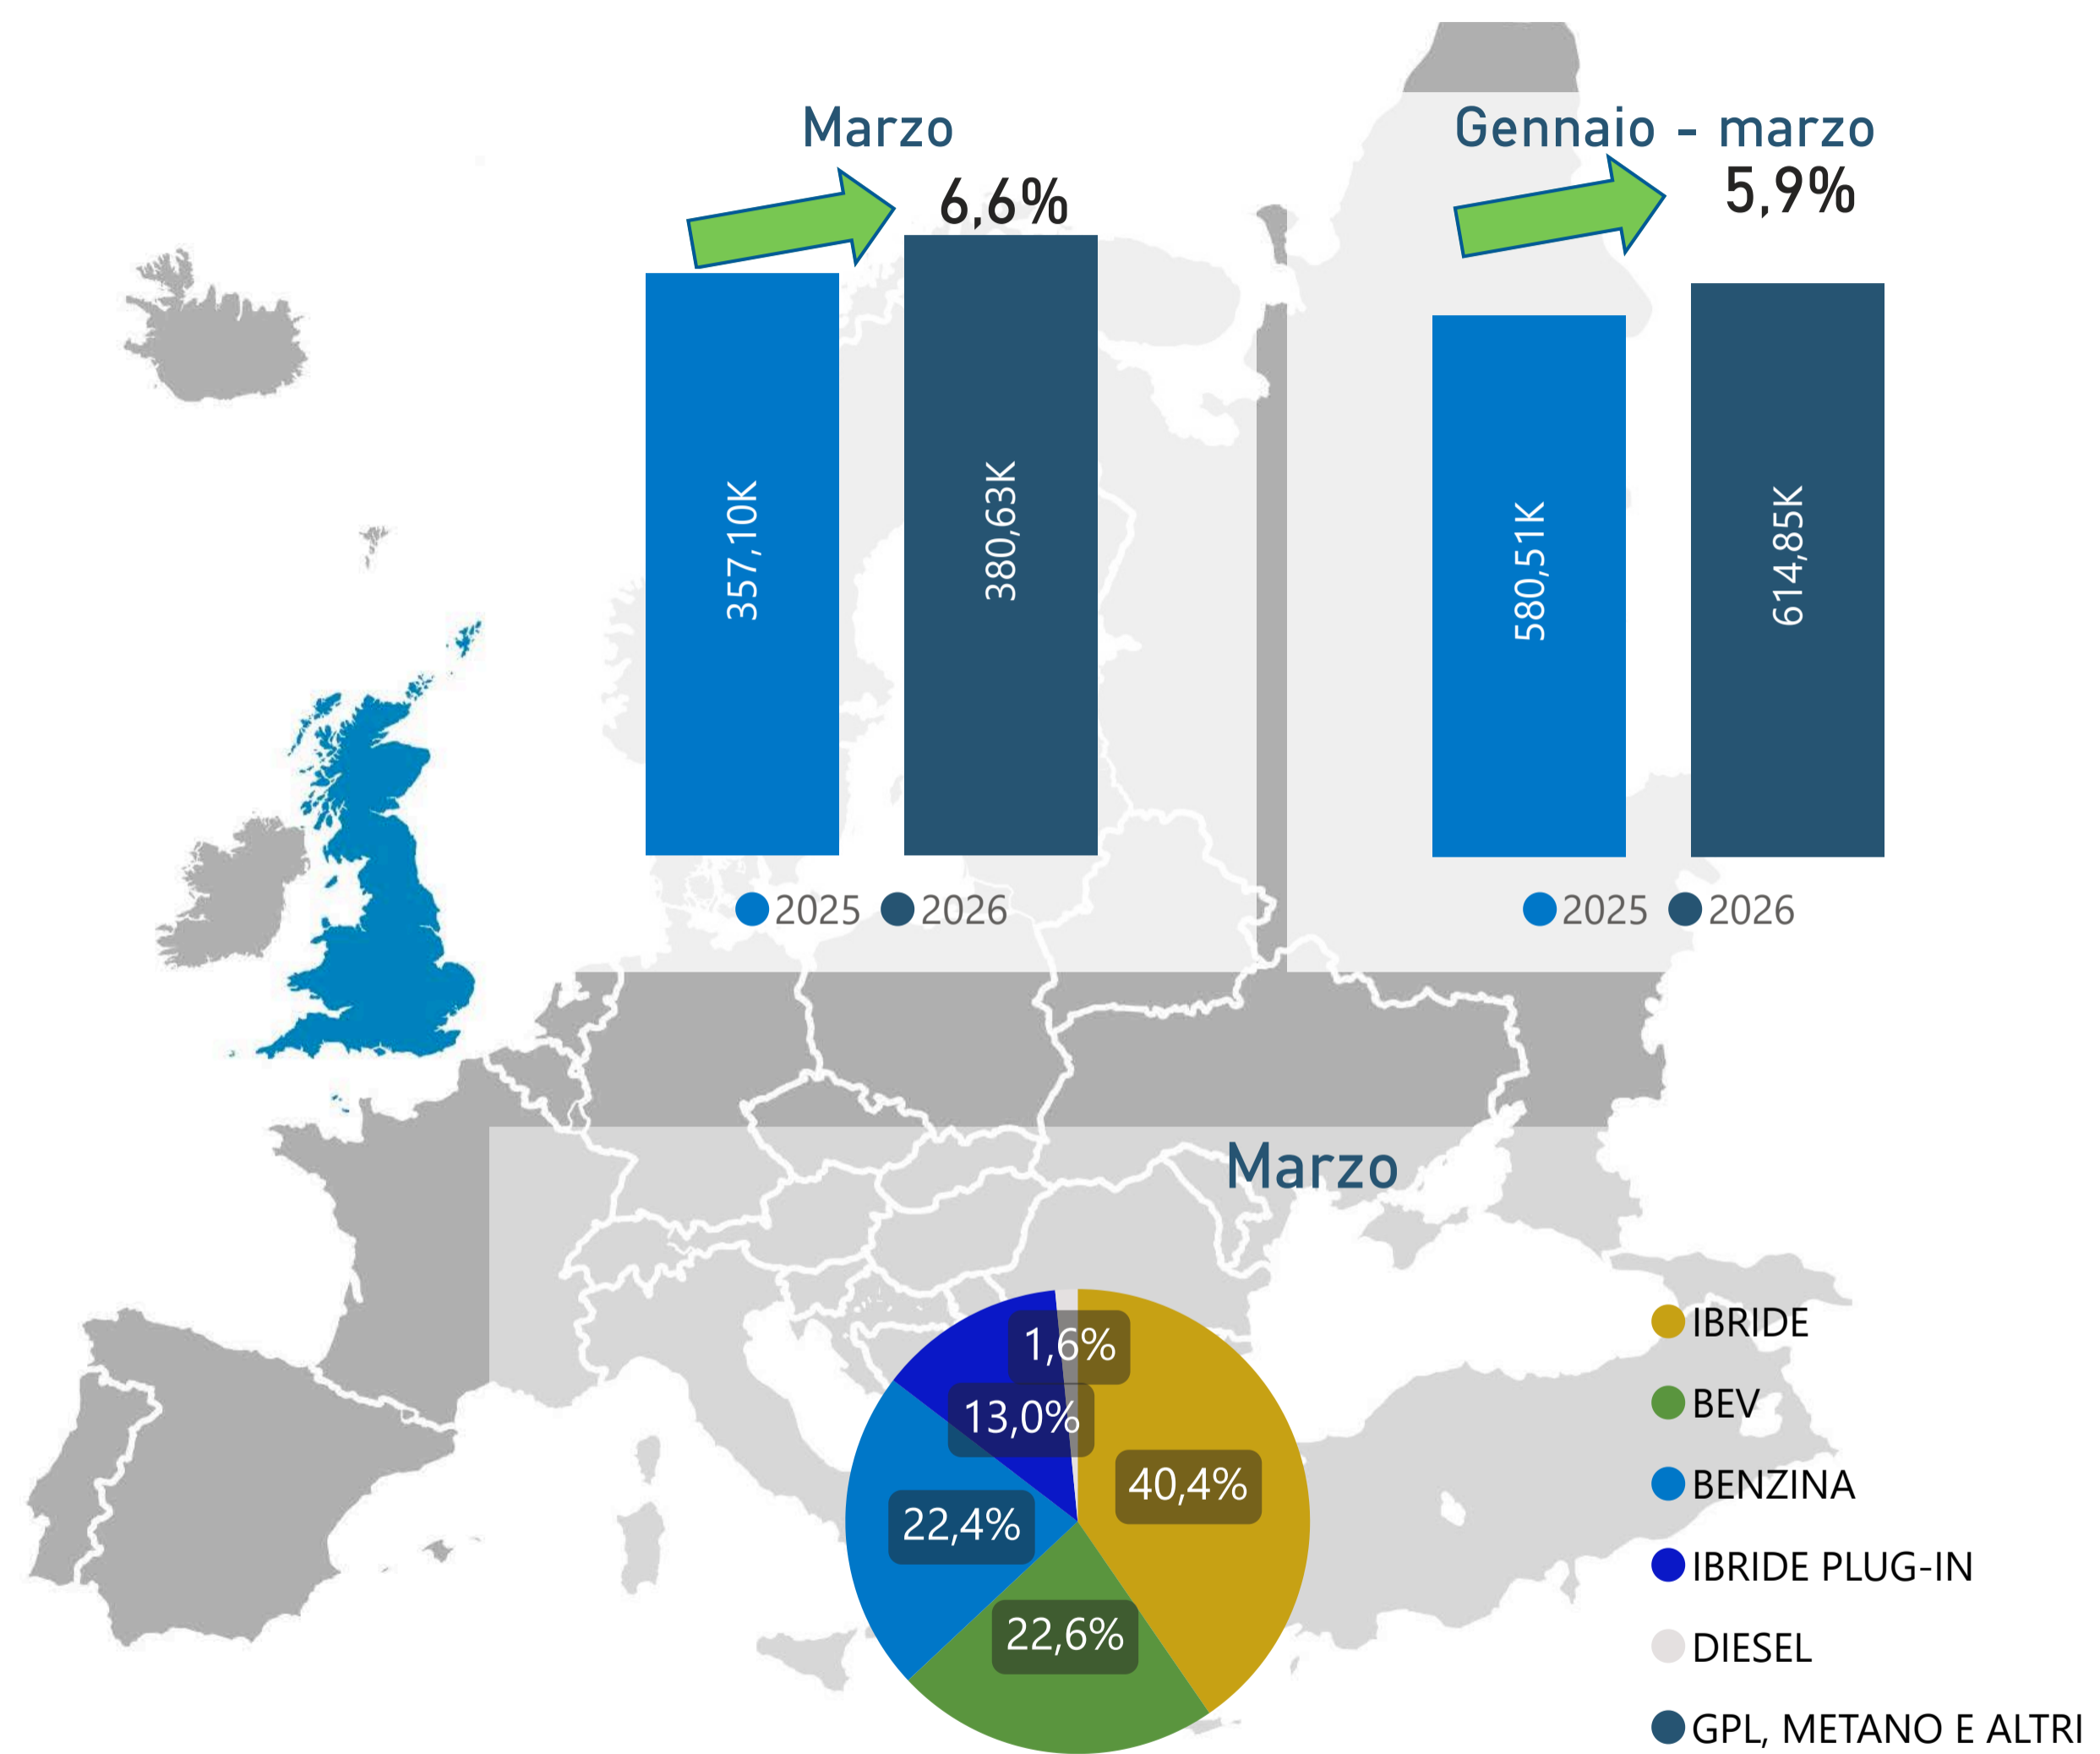 Marzo
6,6%
357,10K
380,63K
2025
2026
Gennaio - marzo
5,9%
580,51K
614,85K
2025
2026
Marzo
1,6%
13,0%
40,4%
22,4%
22,6%
IBRIDE
BEV
BENZINA
IBRIDE PLUG-IN
DIESEL
GPL, METANO E ALTRI